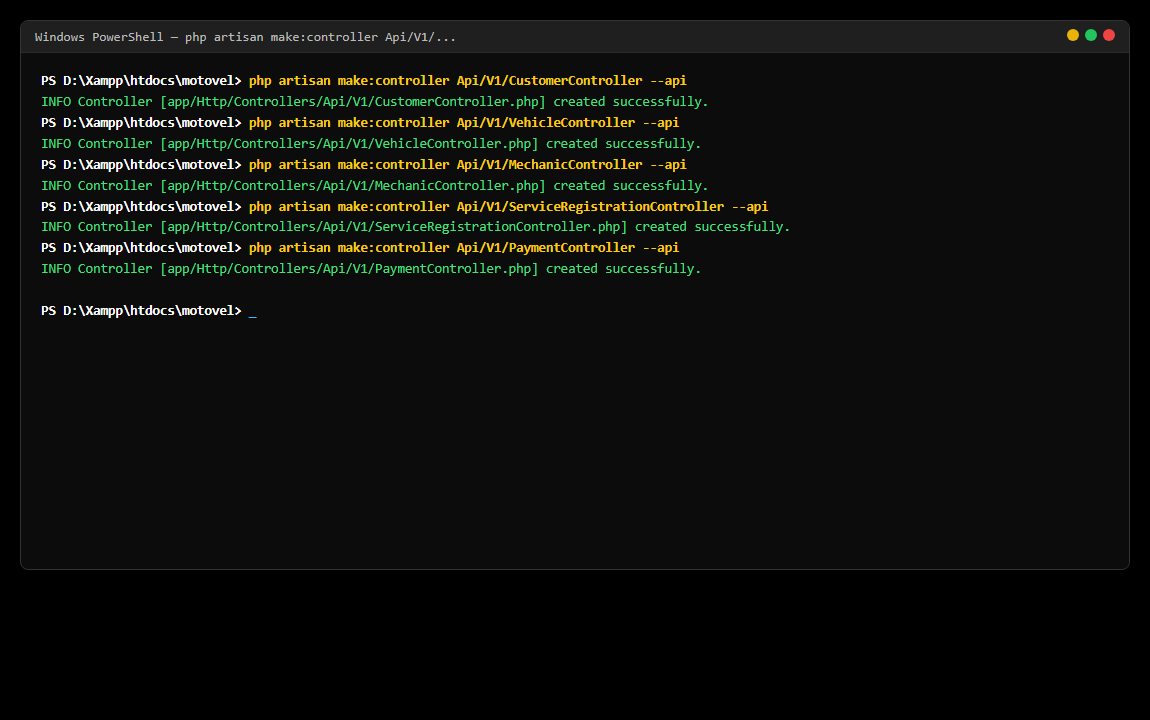 Windows PowerShell — php artisan make:controller Api/V1/...
PS D:\Xampp\htdocs\motovel> php artisan make:controller Api/V1/CustomerController --api
INFO Controller [app/Http/Controllers/Api/V1/CustomerController.php] created successfully.
PS D:\Xampp\htdocs\motovel> php artisan make:controller Api/V1/VehicleController --api
INFO Controller [app/Http/Controllers/Api/V1/VehicleController.php] created successfully.
PS D:\Xampp\htdocs\motovel> php artisan make:controller Api/V1/MechanicController --api
INFO Controller [app/Http/Controllers/Api/V1/MechanicController.php] created successfully.
PS D:\Xampp\htdocs\motovel> php artisan make:controller Api/V1/ServiceRegistrationController --api
INFO Controller [app/Http/Controllers/Api/V1/ServiceRegistrationController.php] created successfully.
PS D:\Xampp\htdocs\motovel> php artisan make:controller Api/V1/PaymentController --api
INFO Controller [app/Http/Controllers/Api/V1/PaymentController.php] created successfully.
PS D:\Xampp\htdocs\motovel> _